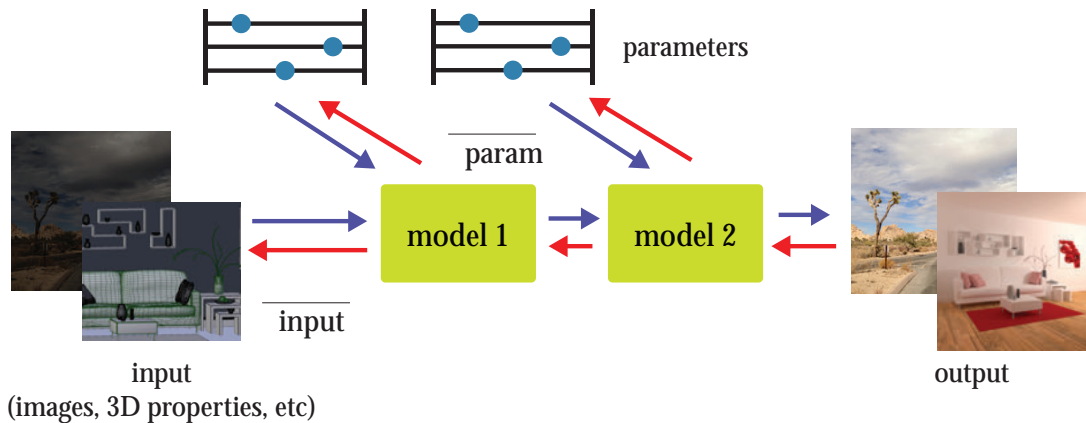 parameters
param
model 1
model 2
input
input
(images, 3D properties, etc)
output